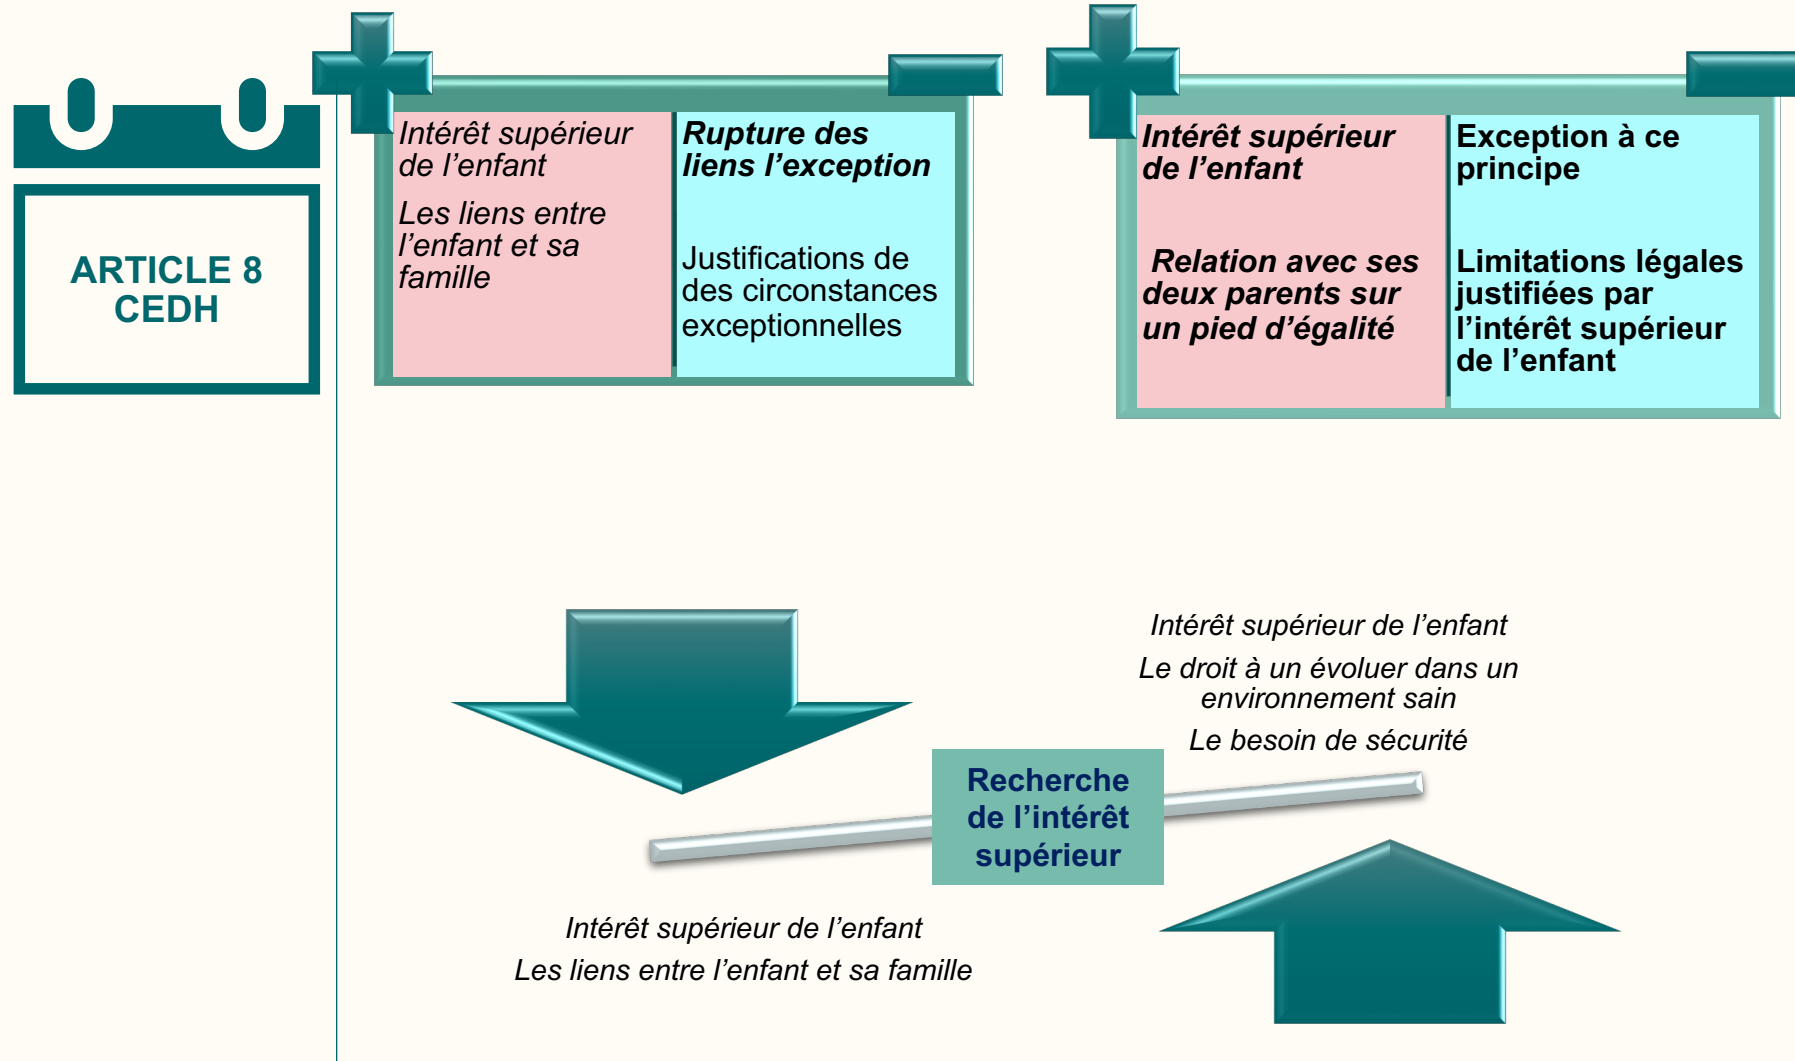 ARTICLE 8
CEDH
Intérêt supérieur
de l’enfant
Les liens entre
l’enfant et sa
famille
Rupture des
liens l’exception
Justifications de
des circonstances
exceptionnelles
Intérêt supérieur
de l’enfant
Relation avec ses
deux parents sur
un pied d’égalité
Exception à ce
principe
Limitations légales
justifiées par
l’intérêt supérieur
de l’enfant
Intérêt supérieur de l’enfant
Le droit à un évoluer dans un
environnement sain
Le besoin de sécurité
Recherche
de l’intérêt
supérieur
Intérêt supérieur de l’enfant
Les liens entre l’enfant et sa famille